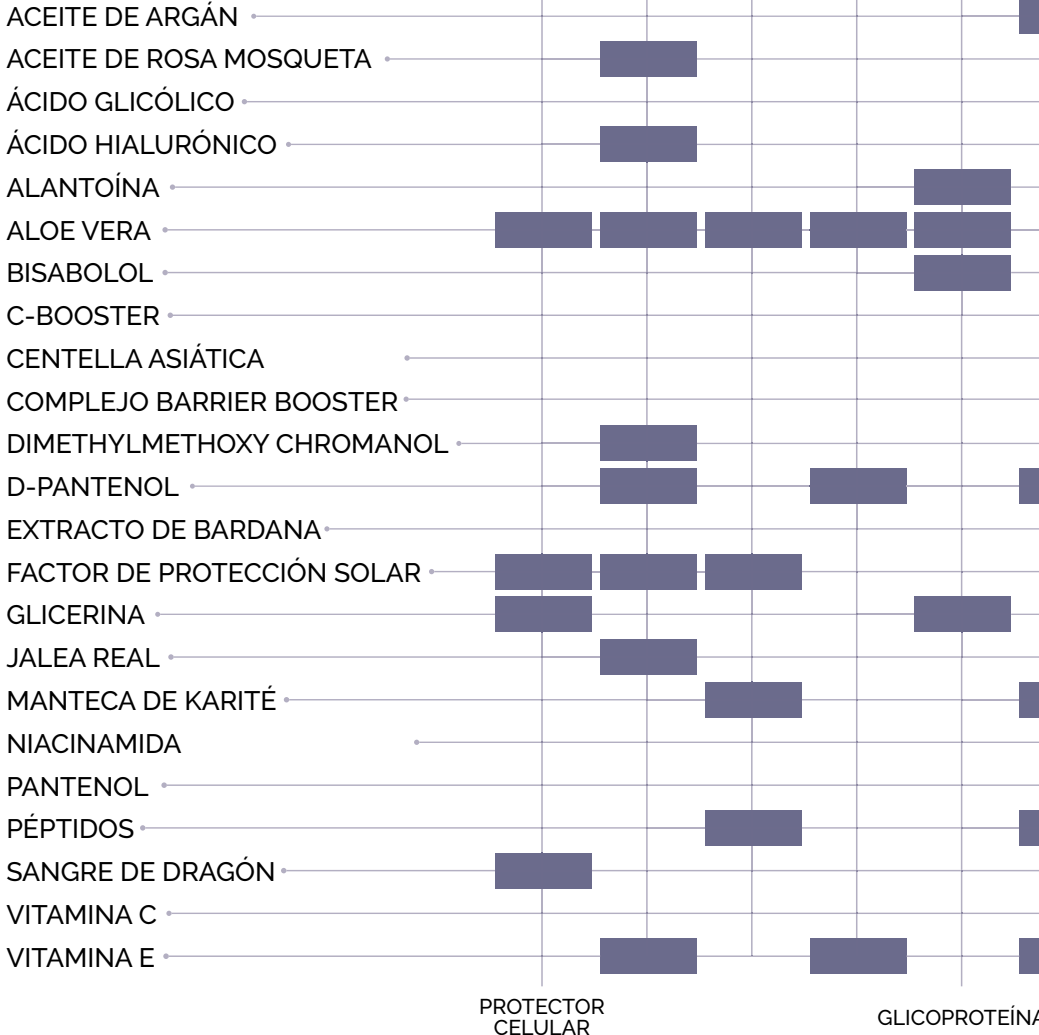 ACEITE DE ARGÁN
ACEITE DE ROSA MOSQUETA
ÁCIDO GLICÓLICO
ÁCIDO HIALURÓNICO
ALANTOÍNA
ALOE VERA
BISABOLOL
C-BOOSTER
CENTELLA ASIÁTICA
COMPLEJO BARRIER BOOSTER
DIMETHYLMETHOXY CHROMANOL
D-PANTENOL
EXTRACTO DE BARDANA
FACTOR DE PROTECCIÓN SOLAR
GLICERINA
JALEA REAL
MANTECA DE KARITÉ
NIACINAMIDA
PANTENOL
PÉPTIDOS
SANGRE DE DRAGÓN
VITAMINA C
VITAMINA E
PROTECTOR
CELULAR
GLICOPROTEÍNA